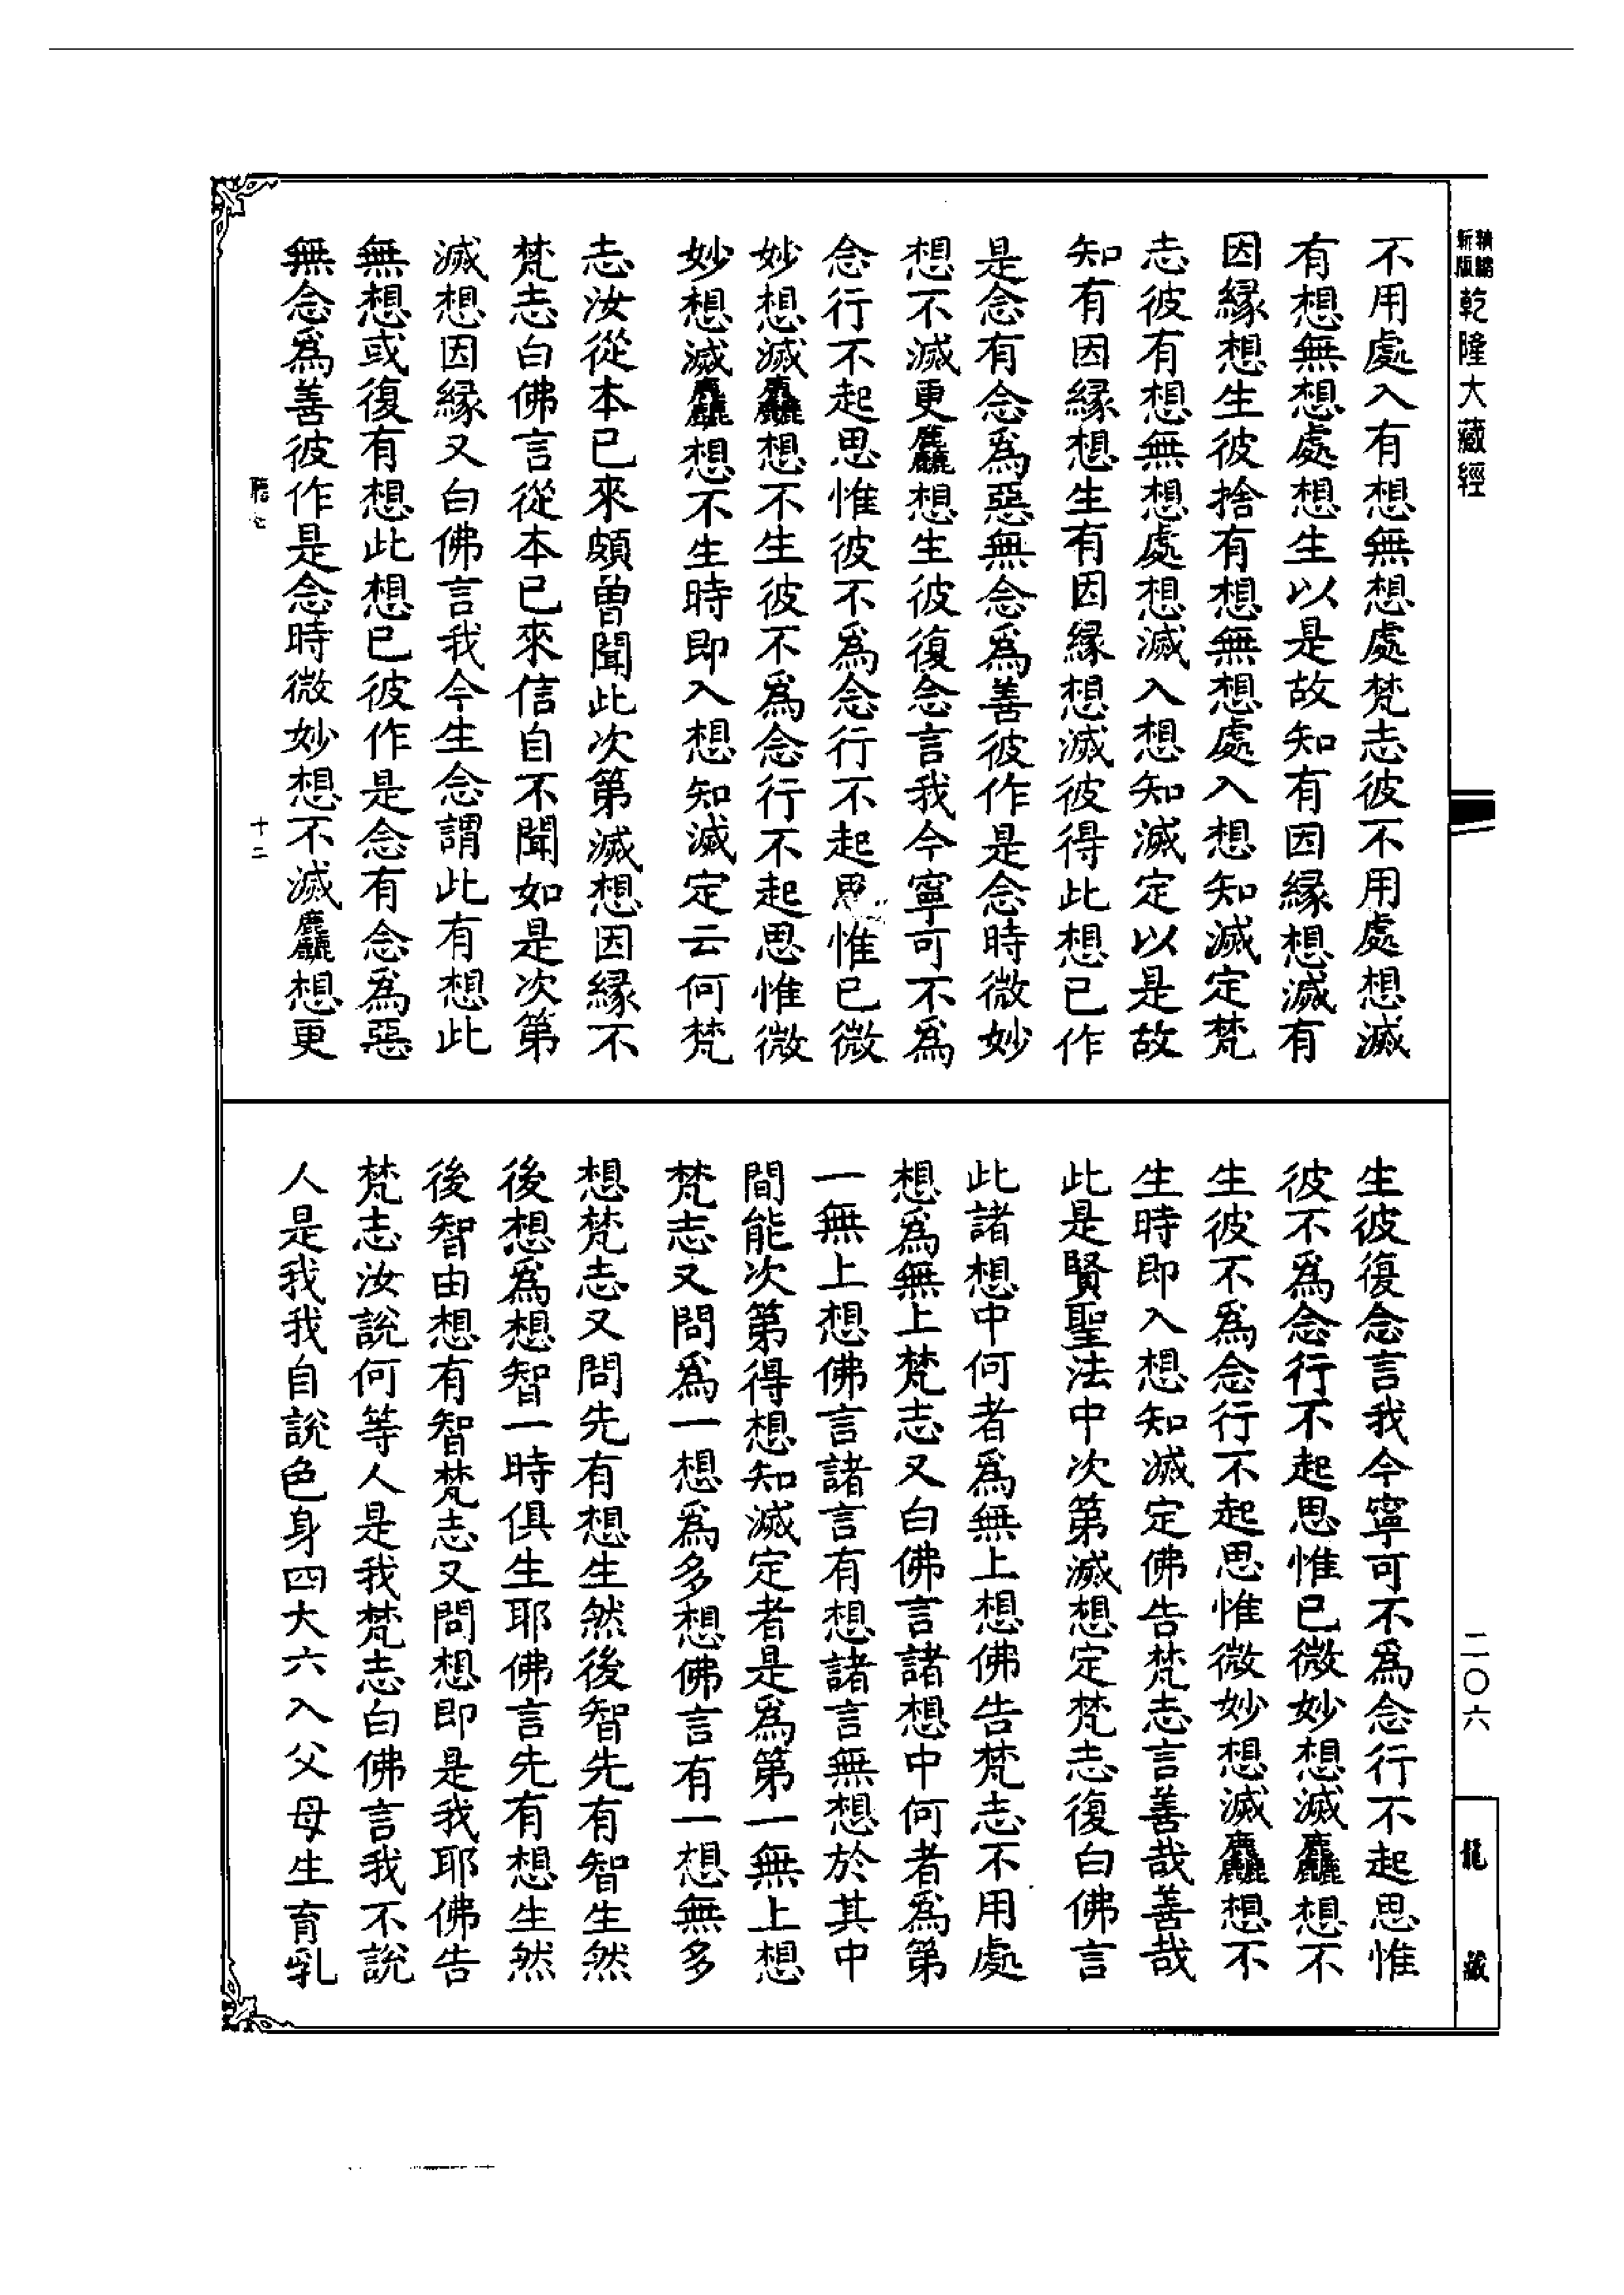 精縮新版乾隆大藏經
不用處入有想無想處梵志彼不用處想滅
有想無想處想生以是故知有因緣想滅有
因緣想生彼捨有想無想處入想知滅定梵
志彼有想無想處想滅入想知滅定以是故
知有因緣想生有因緣想滅彼得此想已作
是念有念為惡無念為善彼作是念時微妙
想不滅更麤想生彼復念言我今寧可不為
念行不起思惟彼不為念行不起思惟已微
妙想滅麤想不生彼不為念行不起思惟微
妙想滅麤想不生時即入想知滅定云何梵
志汝從本已來頗曾聞此次第滅想因緣不
梵志白佛言從本已來信自不聞如是次第
滅想因緣又白佛言我今生念謂此有想此
無想或復有想此想已彼作是念有念為惡
無念為善彼作是念時微妙想不滅麤想更
聽七 十二
生彼復念言我今寧可不為念行不起思惟
彼不為念行不起思惟已微妙想滅麤想不
生彼不為念行不起思惟微妙想滅麤想不
生時即入想知滅定佛告梵志言善哉善哉
此是賢聖法中次第滅想定梵志復白佛言
此諸想中何者為無上想佛告梵志不用處
想為無上梵志又白佛言諸想中何者為第
一無上想佛言諸言有想諸言無想於其中
間能次第得想知滅定者是為第一無上想
梵志又問為一想為多想佛言有一想無多
想梵志又問先有想生然後智先有智生然
後想為想智一時俱生耶佛言先有想生然
後智由想有智梵志又問想即是我耶佛告
梵志汝說何等人是我梵志白佛言我不說
人是我我自說色身四大六入父母生育乳
二〇六
龍藏